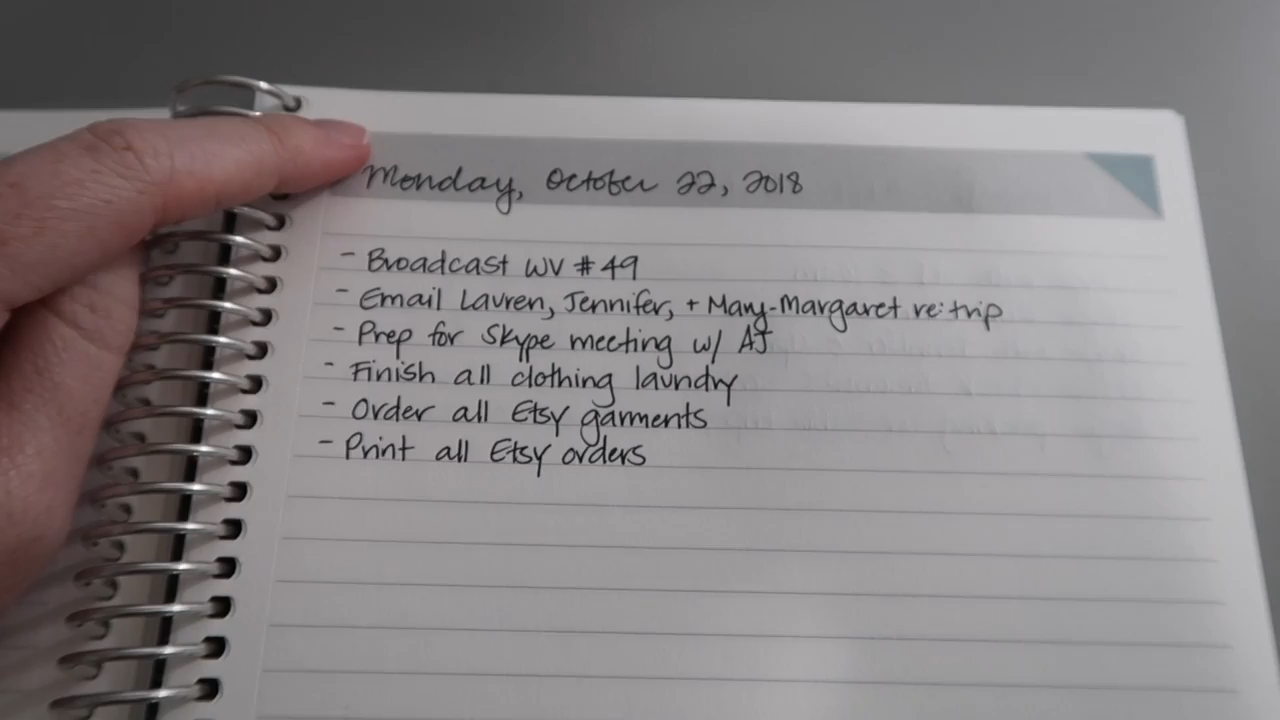 Monday, October 22, 2018
- Broadcast WV #49
- Email Lauren, Jennifer, + Mary-Margaret re: trip
- Prep for Skype meeting w/ AJ
- Finish all clothing laundry
- Order all Etsy garments
- Print all Etsy orders